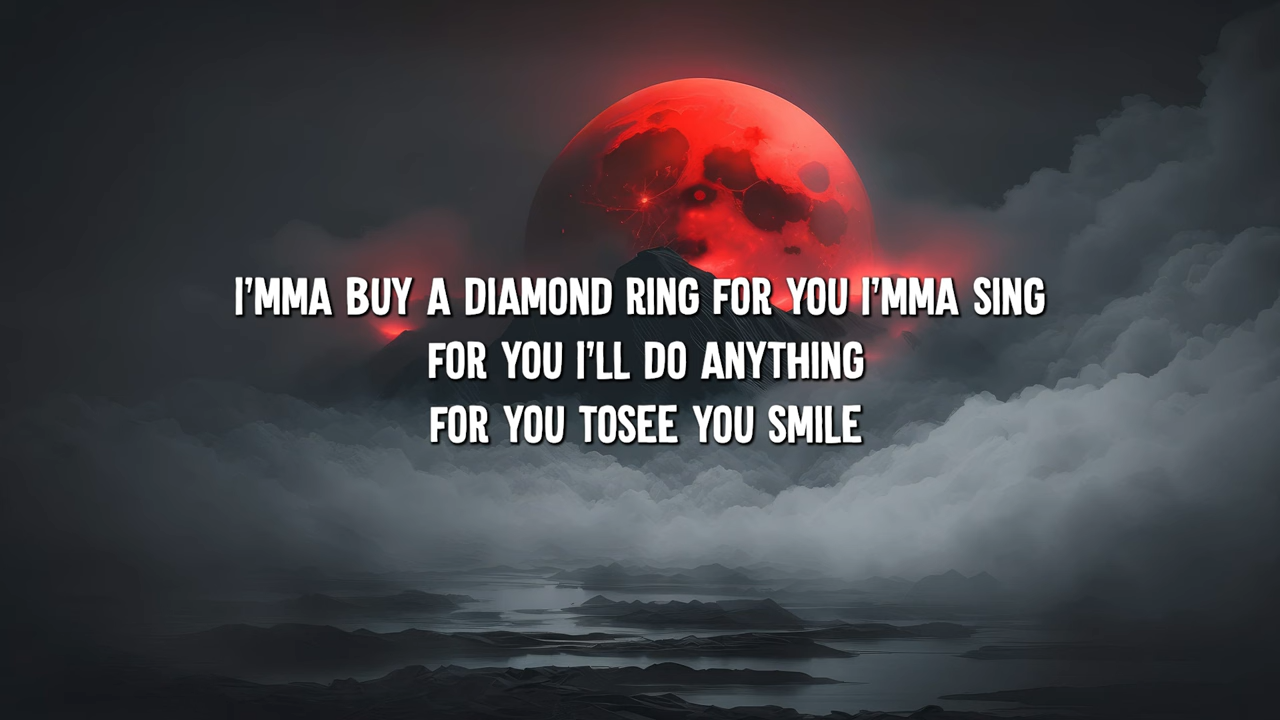 I'MMA BUY A DIAMOND RING FOR YOU I'MMA SING
FOR YOU I'LL DO ANYTHING
FOR YOU TOSEE YOU SMILE